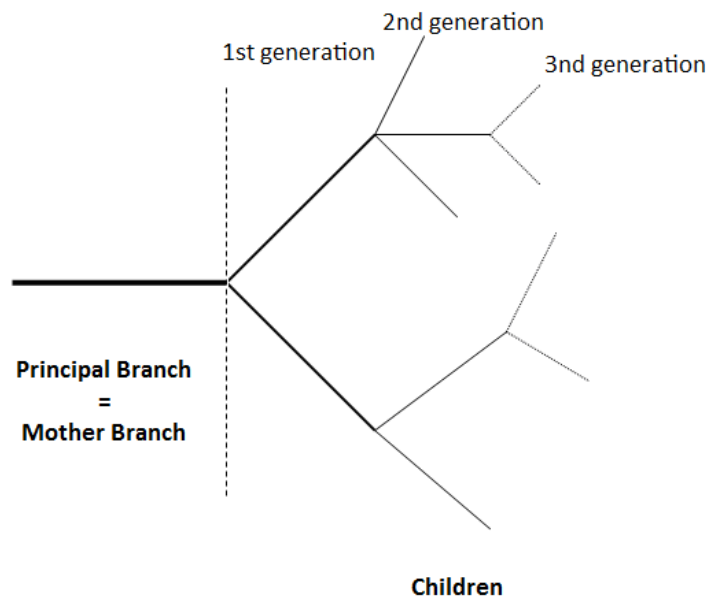 2nd generation
1st generation
3nd generation
Principal Branch
=
Mother Branch
Children